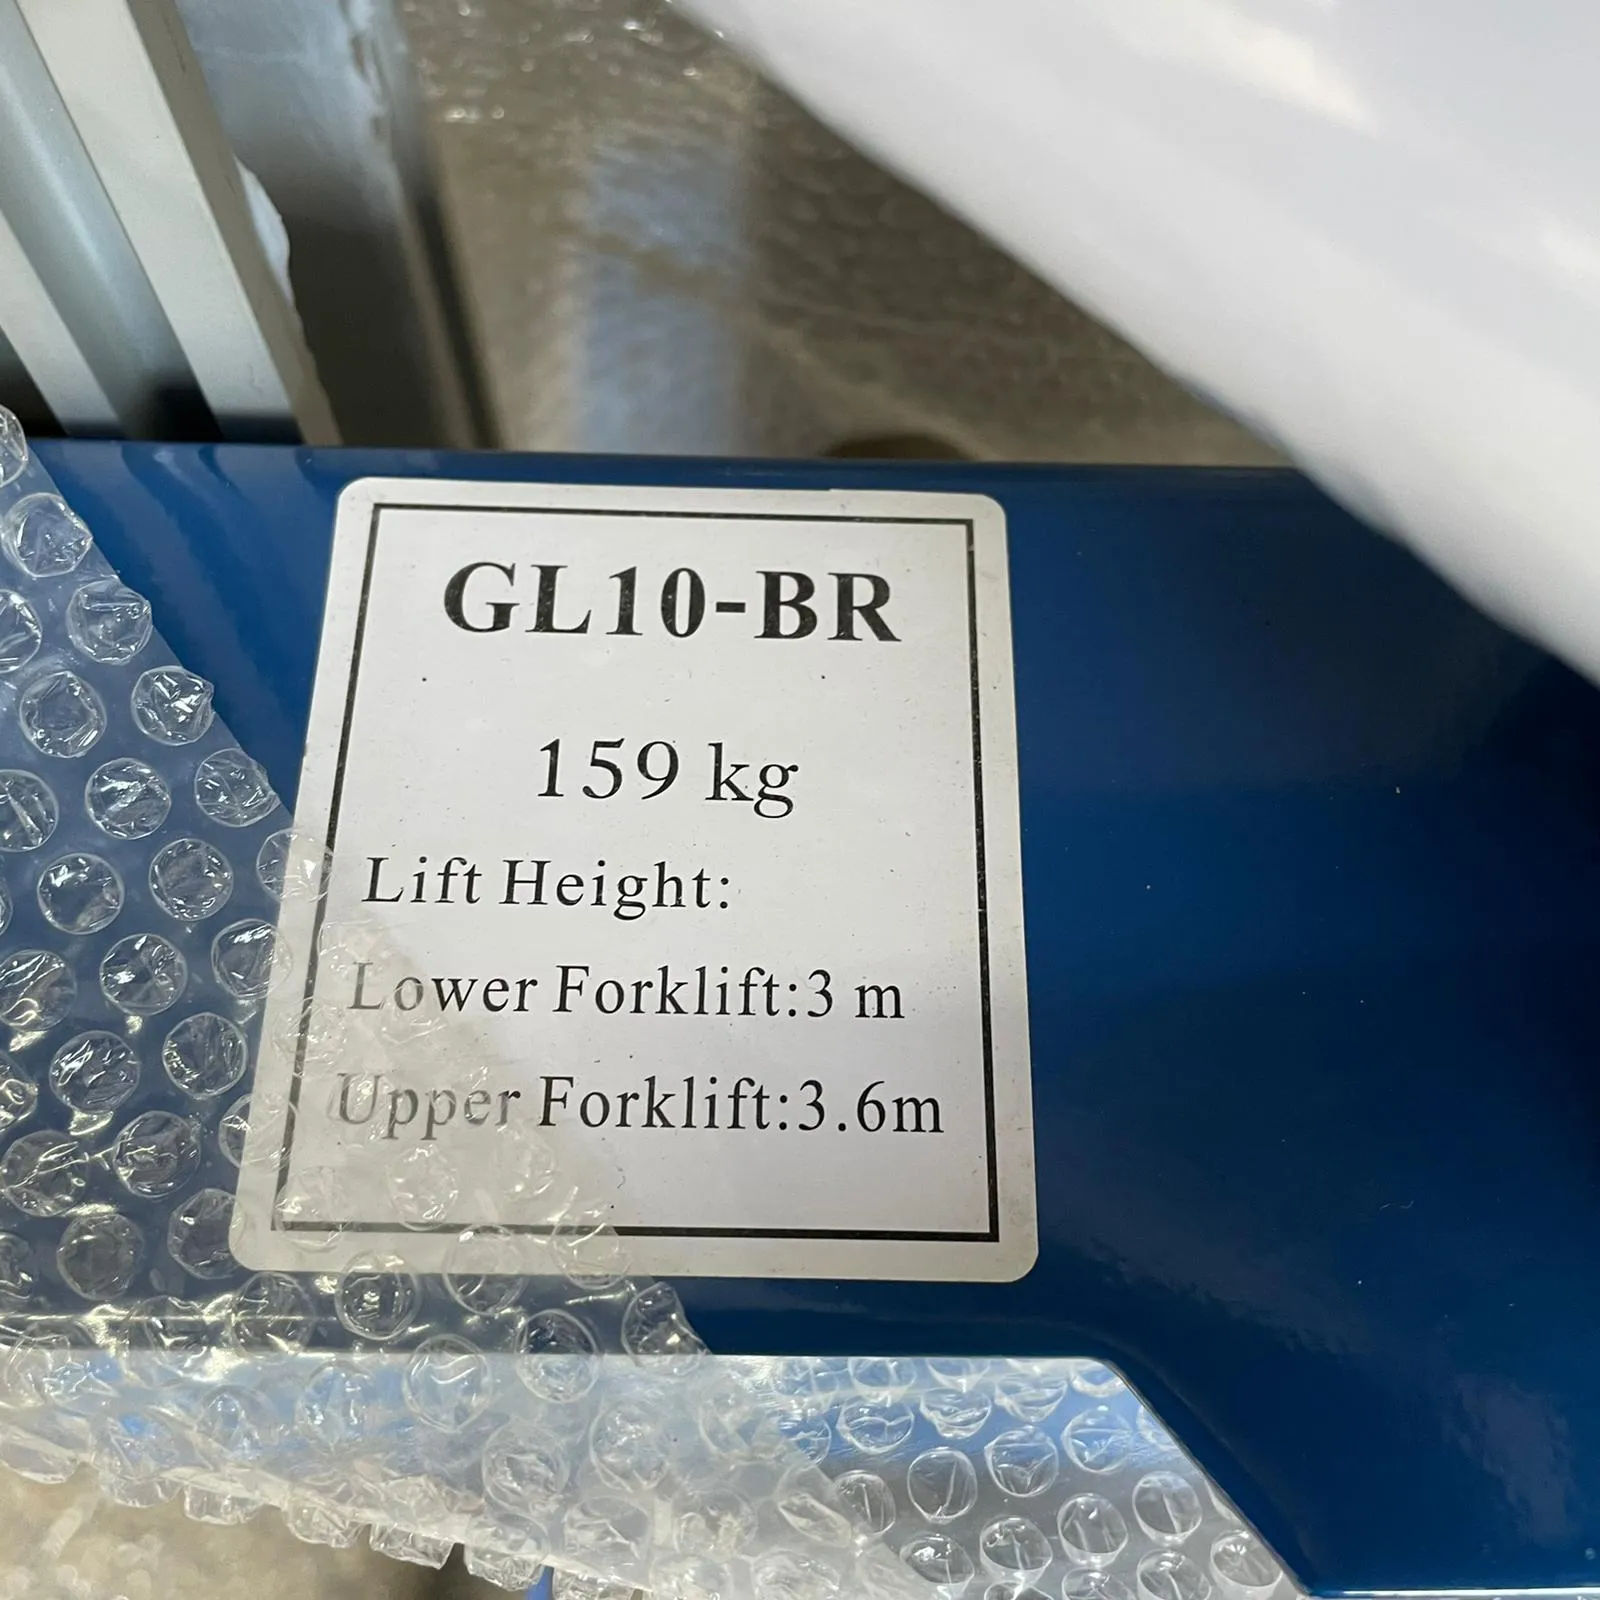 GL10-BR
159 kg
Lift Height:
Lower Forklift:3 m
Upper Forklift:3.6m